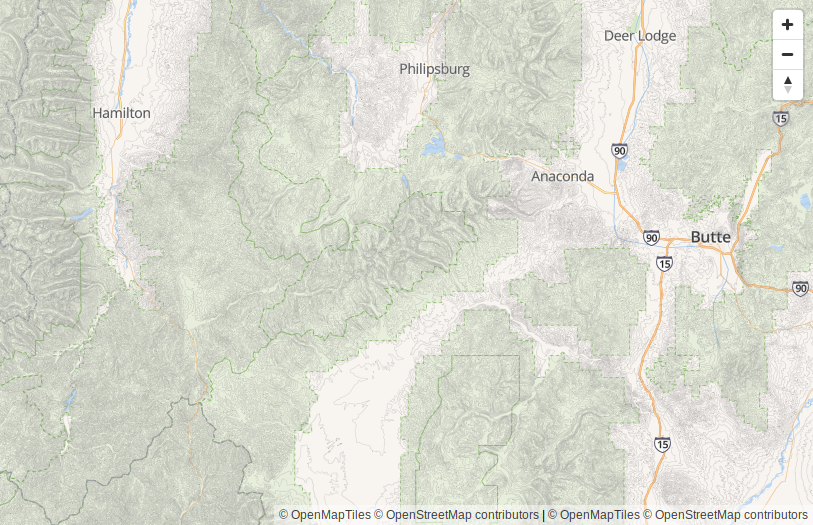 Deer Lodge
Philipsburg
Hamilton
15
90
Anaconda
90
Butte
15
90
15
© OpenMapTiles © OpenStreetMap contributors | © OpenMapTiles © OpenStreetMap contributors